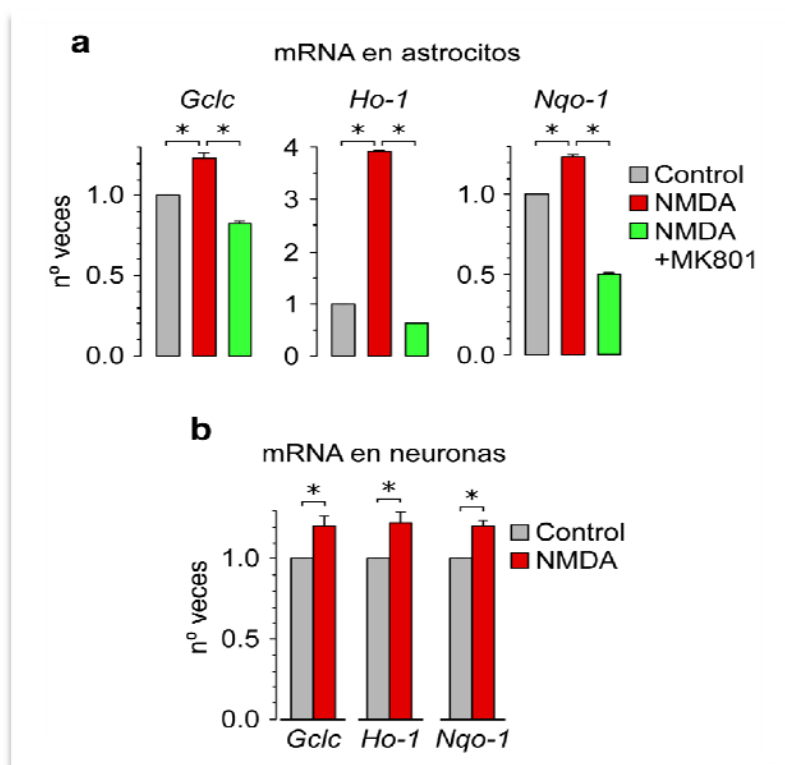 a
mRNA en astrocitos
Gclc Ho-1 Nqo-1
* * * * * *
nº veces
1.0
0.5
0.0
4
3
2
1
0
1.0
0.5
0.0
Control
NMDA
NMDA
+MK801
b
mRNA en neuronas
* * *
nº veces
1.0
0.5
0.0
Control
NMDA
Gclc Ho-1 Nqo-1